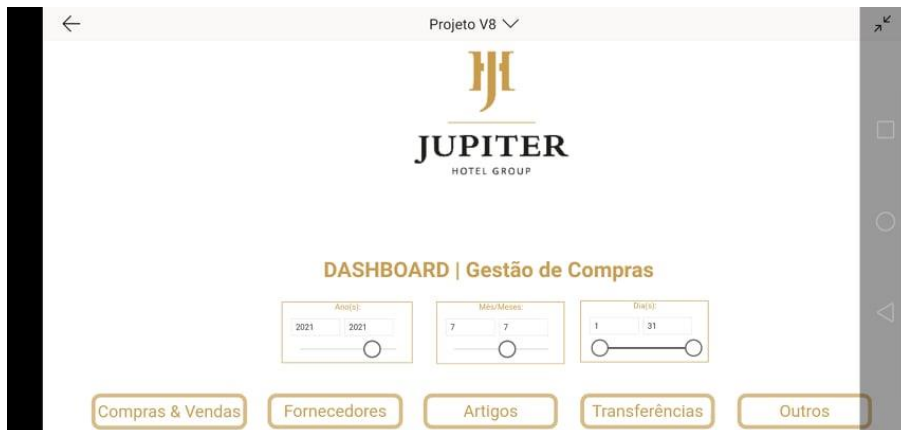 Projeto V8
JUPITER
HOTEL GROUP
DASHBOARD | Gestão de Compras
Ano(s): Mês/Meses: Dia(s):
2021 2021 7 7 1 31
Compras & Vendas Fornecedores Artigos Transferências Outros